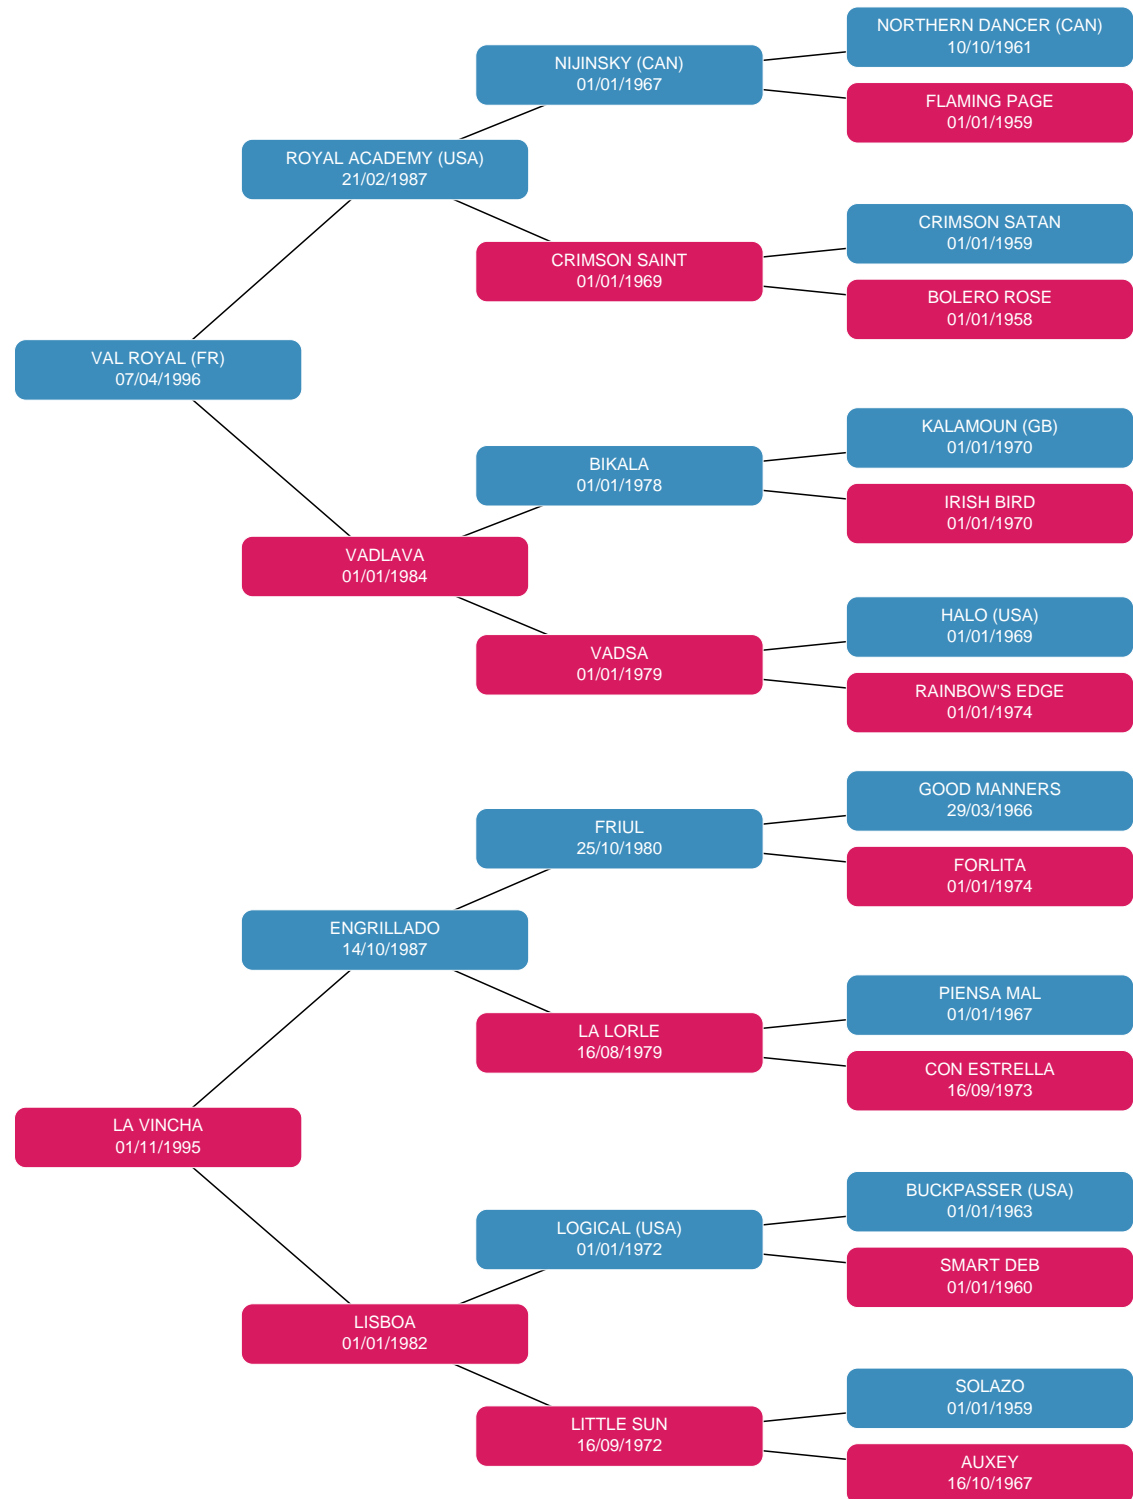 NORTHERN DANCER (CAN)
10/10/1961
NIJINSKY (CAN)
01/01/1967
FLAMING PAGE
01/01/1959
ROYAL ACADEMY (USA)
21/02/1987
CRIMSON SATAN
01/01/1959
CRIMSON SAINT
01/01/1969
BOLERO ROSE
01/01/1958
VAL ROYAL (FR)
07/04/1996
KALAMOUN (GB)
01/01/1970
BIKALA
01/01/1978
IRISH BIRD
01/01/1970
VADLAVA
01/01/1984
HALO (USA)
01/01/1969
VADSA
01/01/1979
RAINBOW'S EDGE
01/01/1974
GOOD MANNERS
29/03/1966
FRIUL
25/10/1980
FORLITA
01/01/1974
ENGRILLADO
14/10/1987
PIENSA MAL
01/01/1967
LA LORLE
16/08/1979
CON ESTRELLA
16/09/1973
LA VINCHA
01/11/1995
BUCKPASSER (USA)
01/01/1963
LOGICAL (USA)
01/01/1972
SMART DEB
01/01/1960
LISBOA
01/01/1982
SOLAZO
01/01/1959
LITTLE SUN
16/09/1972
AUXEY
16/10/1967